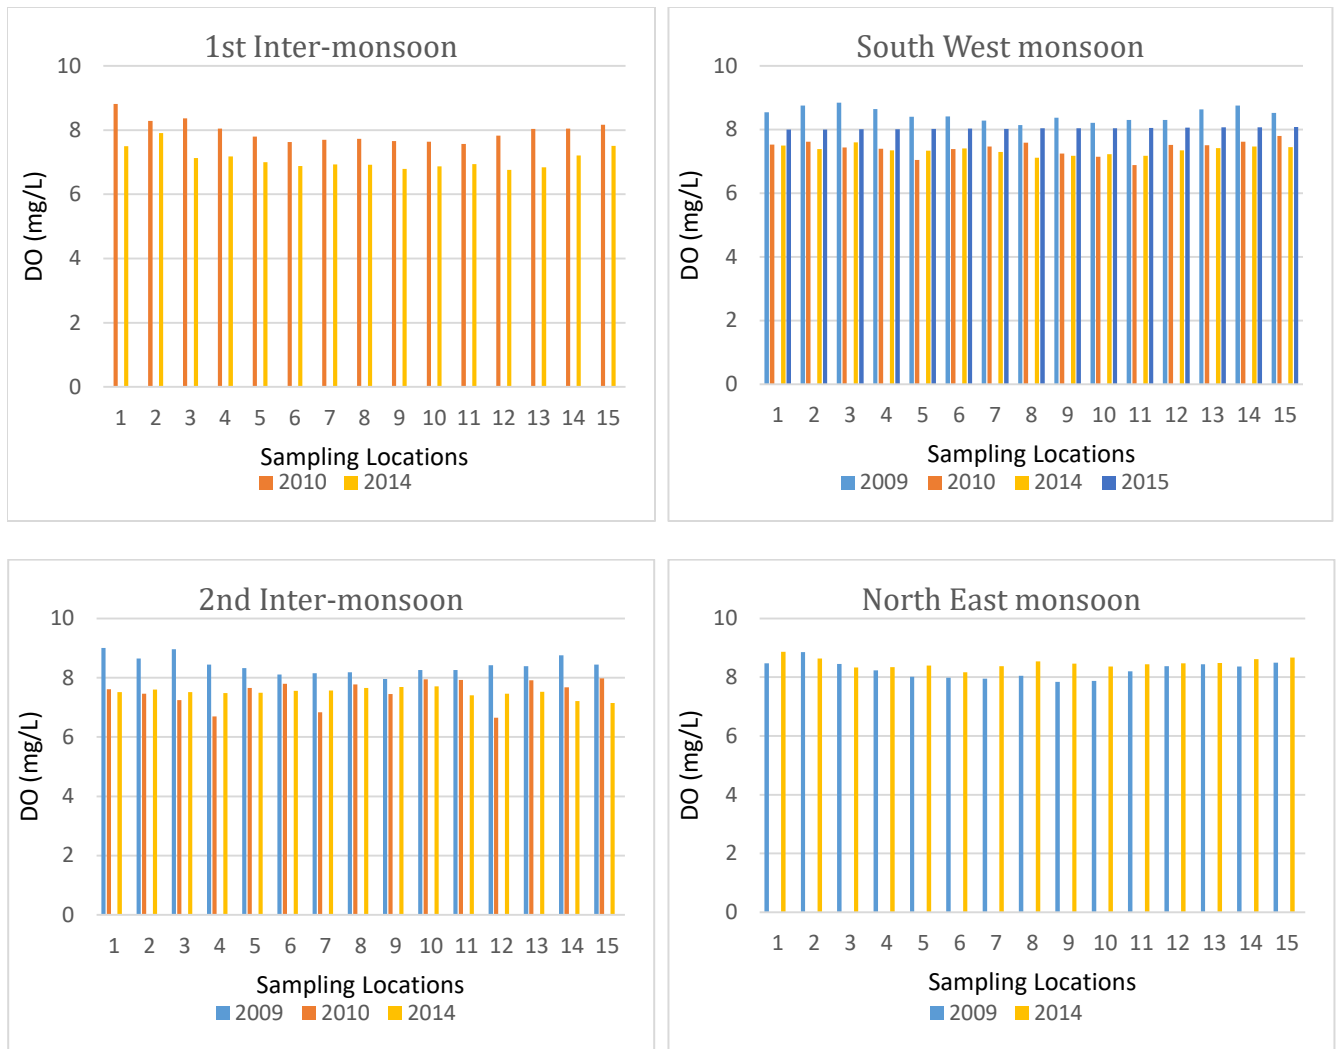 1st Inter-monsoon
10
8
6
4
2
0
DO (mg/L)
1 2 3 4 5 6 7 8 9 10 11 12 13 14 15
Sampling Locations
2010 2014
South West monsoon
10
8
6
4
2
0
DO (mg/L)
1 2 3 4 5 6 7 8 9 10 11 12 13 14 15
Sampling Locations
2009 2010 2014 2015
2nd Inter-monsoon
10
8
6
4
2
0
DO (mg/L)
1 2 3 4 5 6 7 8 9 10 11 12 13 14 15
Sampling Locations
2009 2010 2014
North East monsoon
10
8
6
4
2
0
DO (mg/L)
1 2 3 4 5 6 7 8 9 10 11 12 13 14 15
Sampling Locations
2009 2014